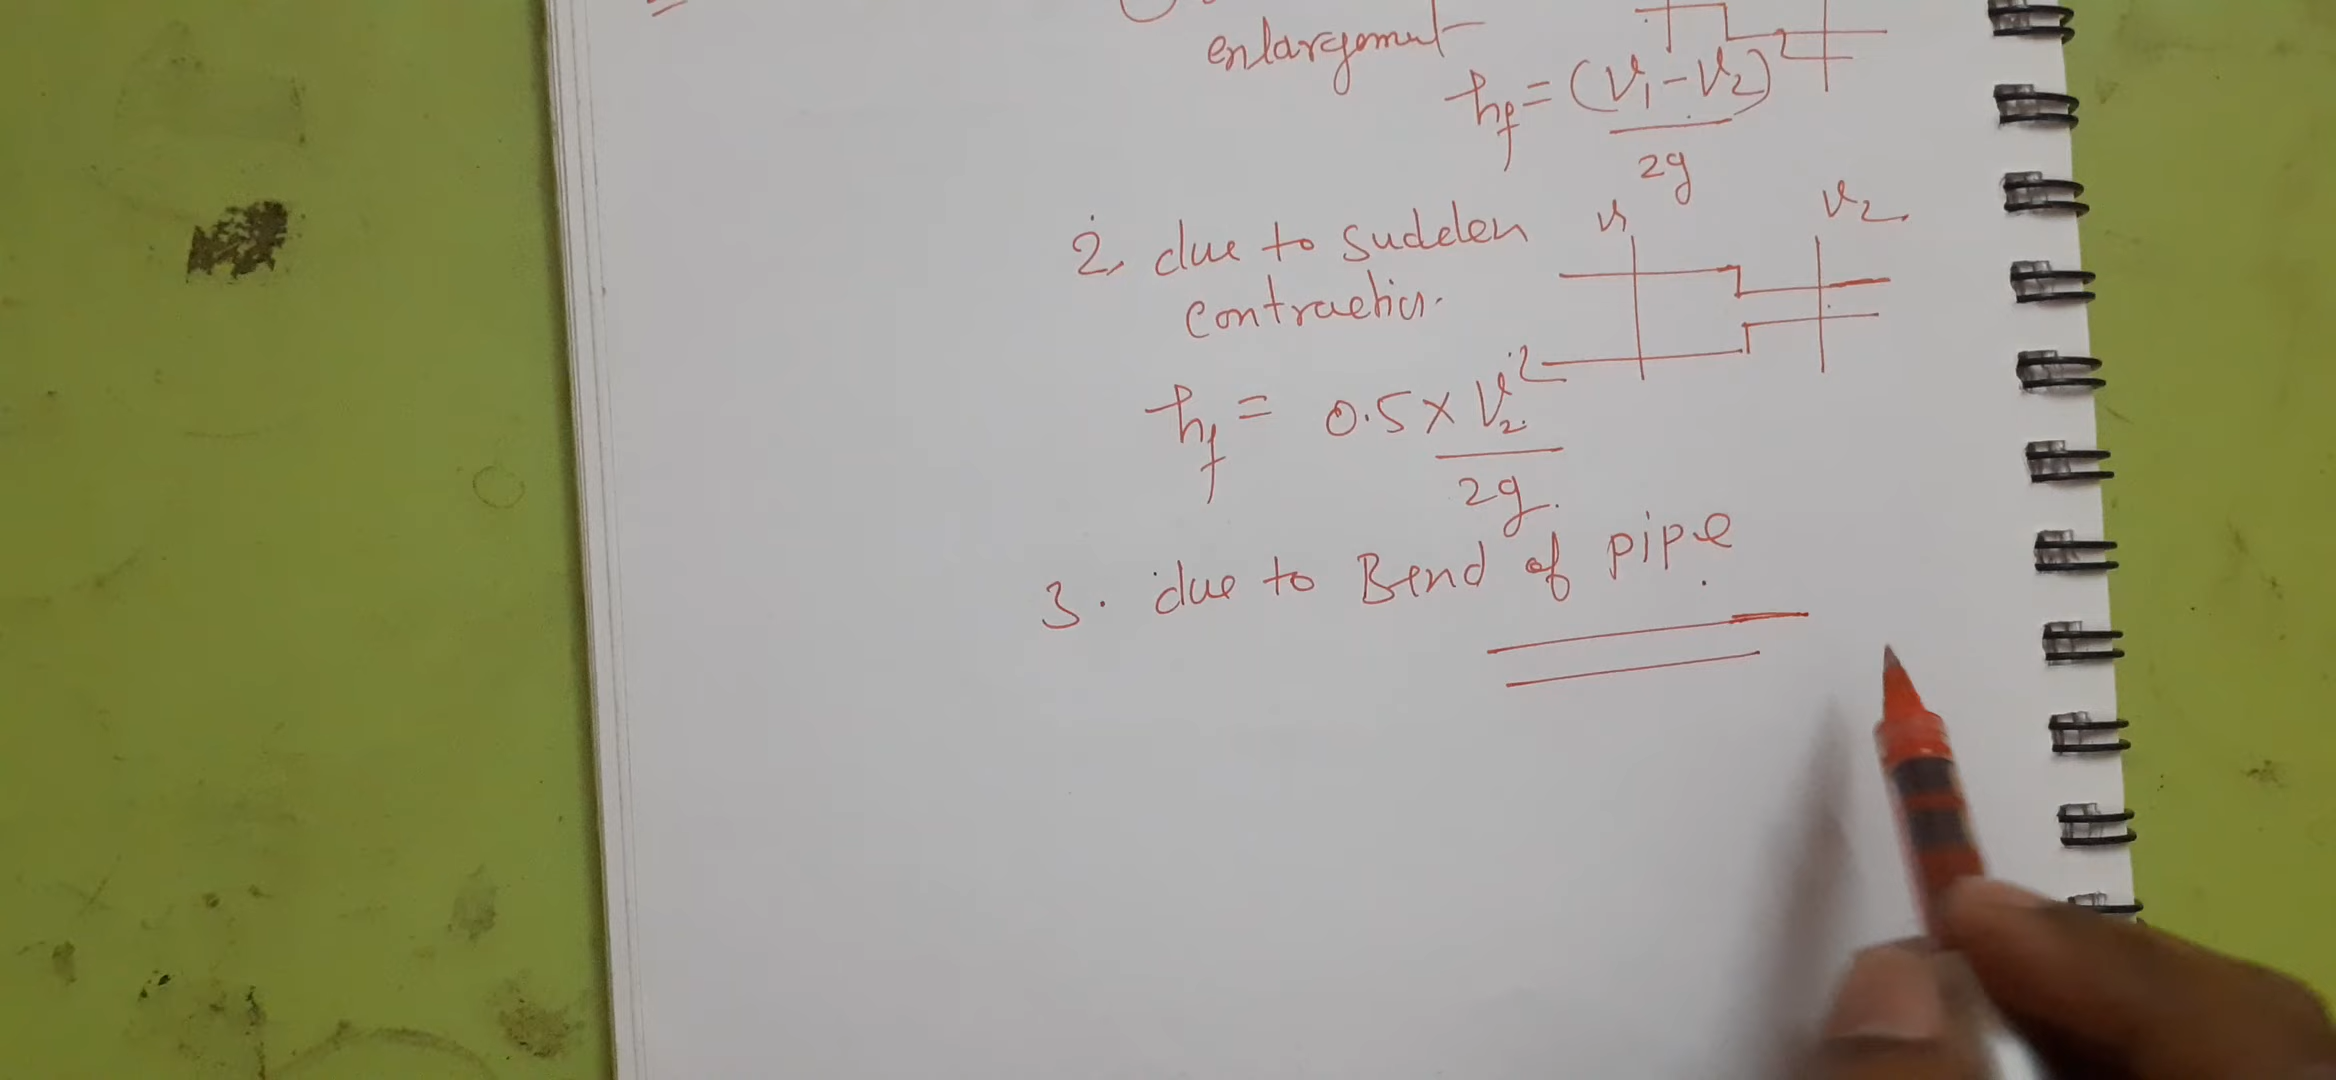 enlargement
hf = (V1 - V2)²
2g
V1 V2
2, due to sudden
contraction.
hf = 0.5 x V2²
2g.
3. due to Bend of pipe